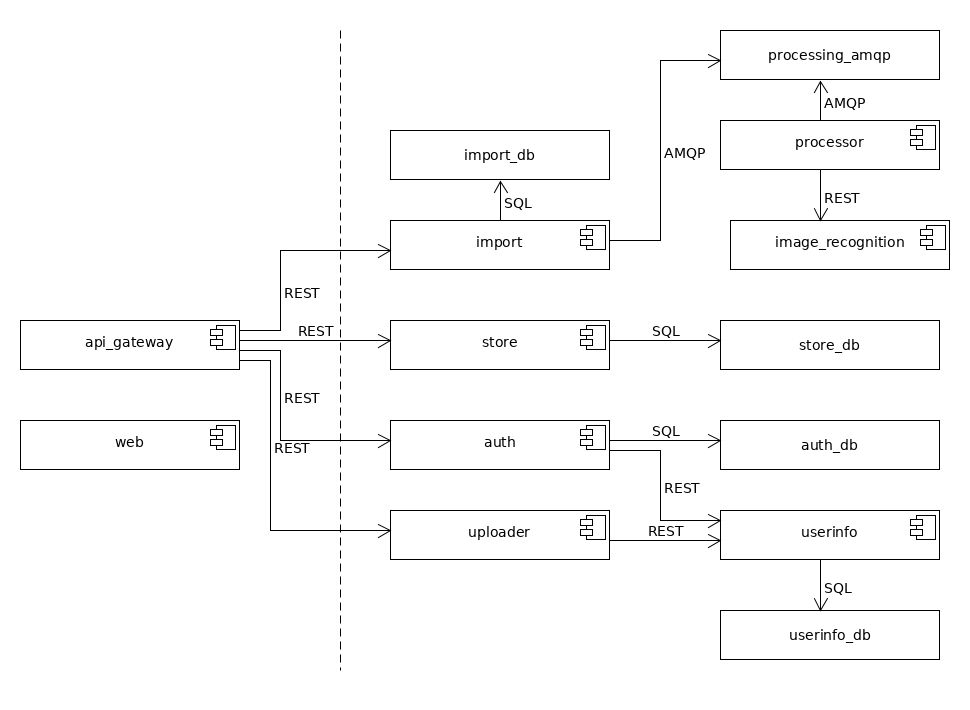 processing_amqp
AMQP
processor
import_db
AMQP
SQL
REST
import
image_recognition
REST
REST
SQL
api_gateway
store
store_db
REST
SQL
web
auth
auth_db
REST
REST
REST
uploader
userinfo
SQL
userinfo_db